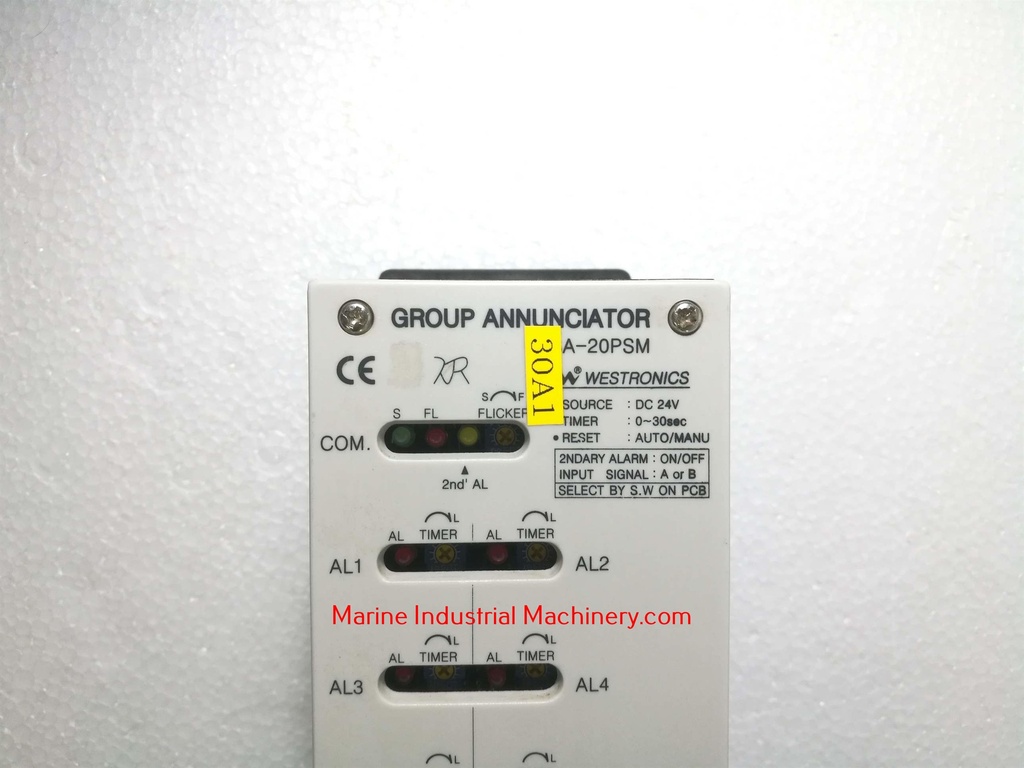 GROUP ANNUNCIATOR
A-20PSM
CE
WESTRONICS
30A1
S F
S FL FLICKER
COM.
2nd' AL
SOURCE : DC 24V
TIMER : 0~30sec
• RESET : AUTO/MANU
2NDARY ALARM : ON/OFF
INPUT SIGNAL : A or B
SELECT BY S.W ON PCB
L L
AL TIMER AL TIMER
AL1 AL2
Marine Industrial Machinery.com
L L
AL TIMER AL TIMER
AL3 AL4
L L